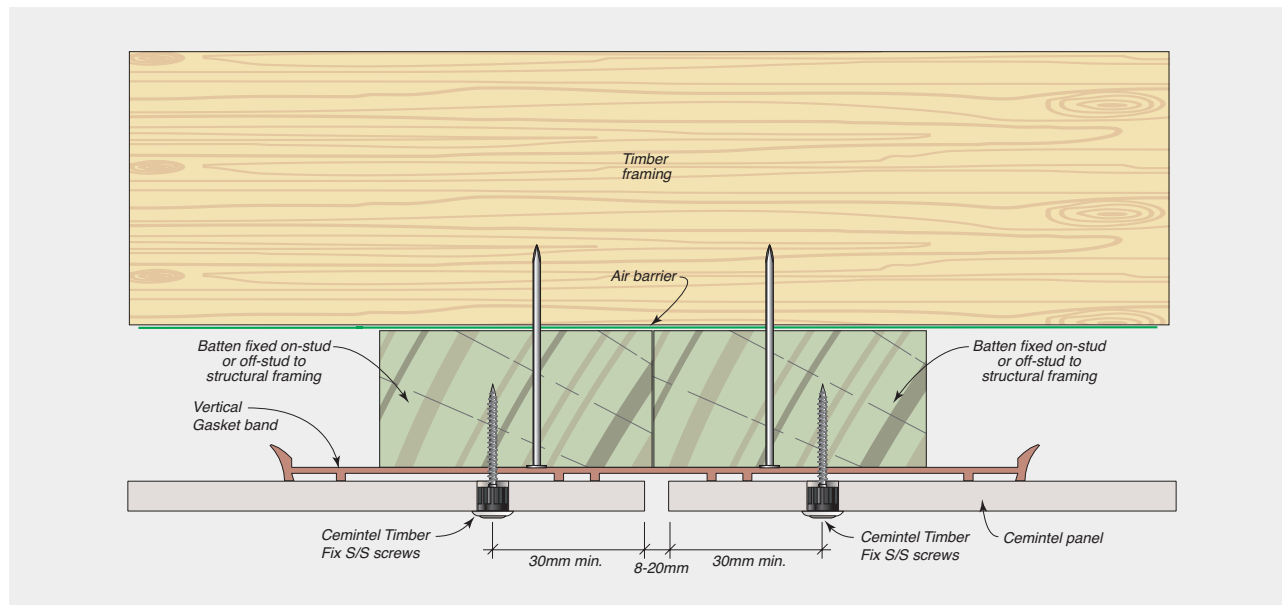 Timber
framing
Air barrier
Batten fixed on-stud
or off-stud to
structural framing
Batten fixed on-stud
or off-stud to
structural framing
Vertical
Gasket band
Cemintel Timber
Fix S/S screws
Cemintel Timber
Fix S/S screws
Cemintel panel
30mm min.
8-20mm
30mm min.